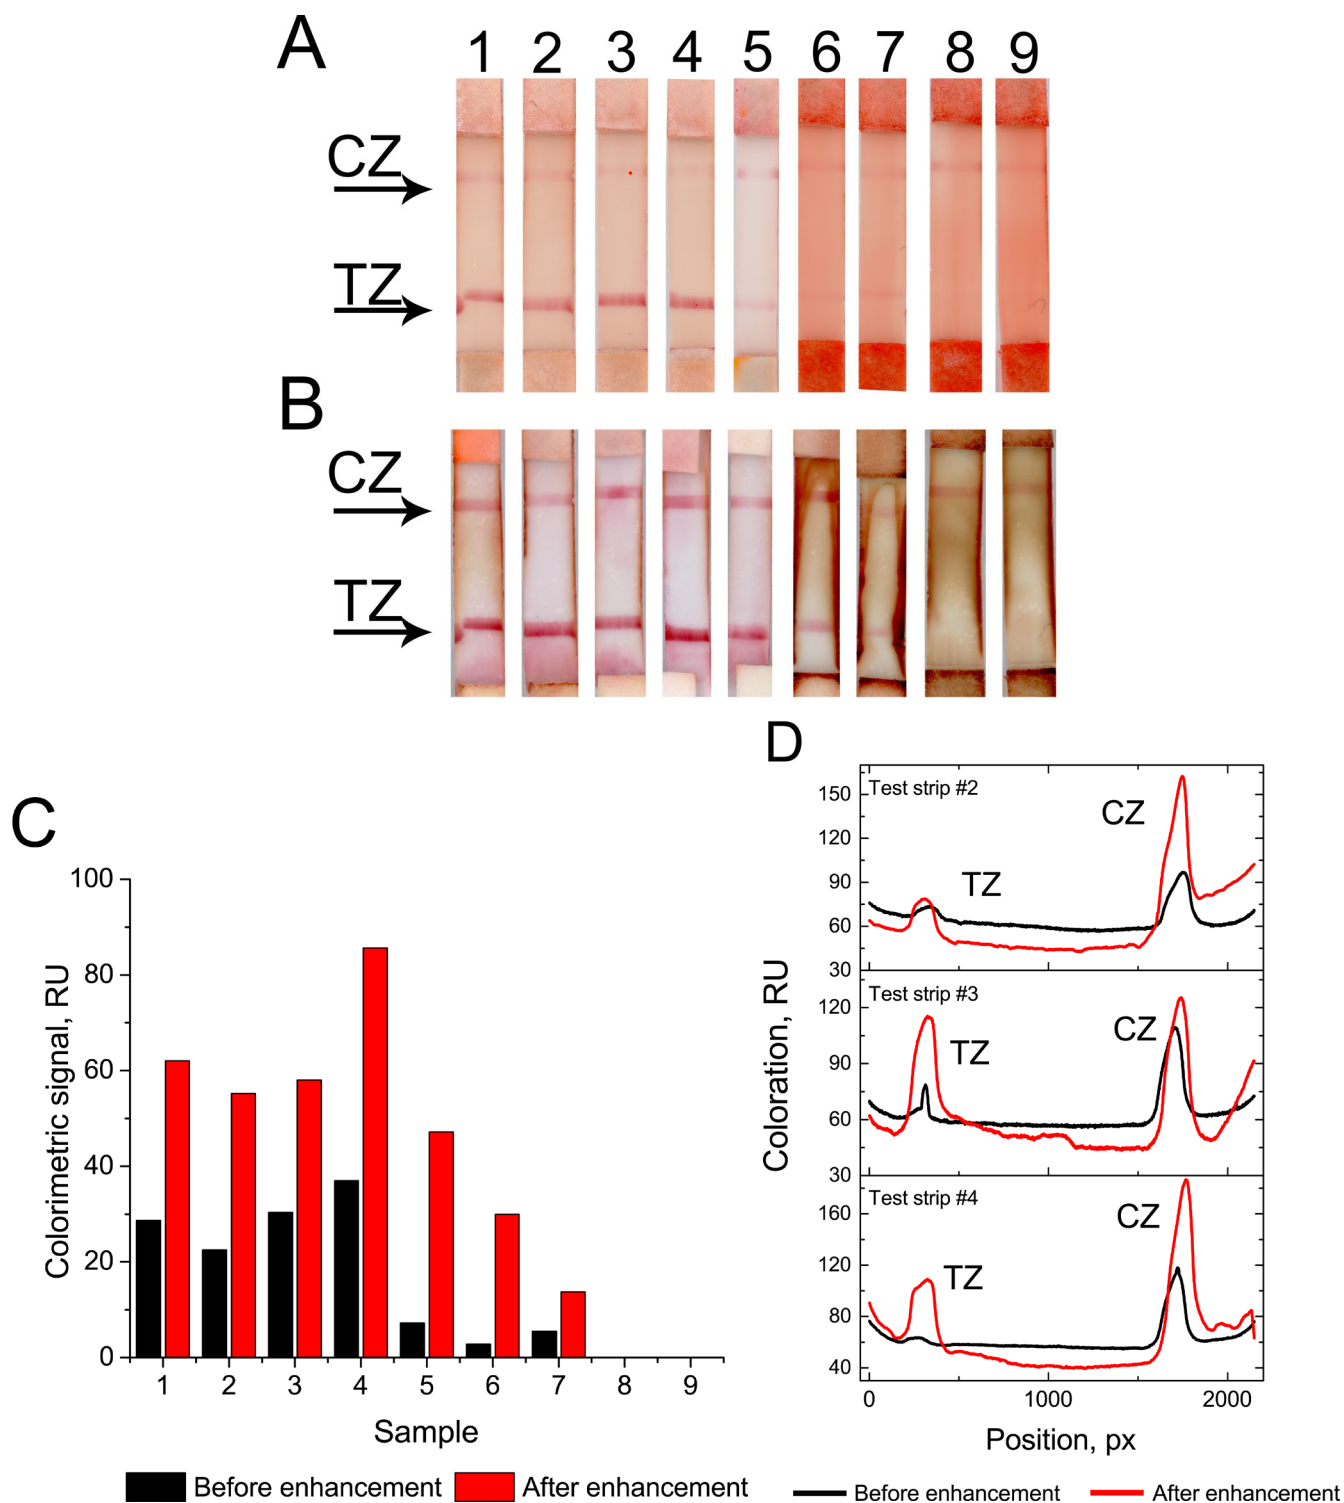 A
1 2 3 4 5 6 7 8 9
CZ
TZ
B
CZ
TZ
C
100
80
60
40
20
0
Colorimetric signal, RU
1 2 3 4 5 6 7 8 9
Sample
Before enhancement After enhancement
D
Test strip #2
CZ
TZ
150
120
90
60
30
Test strip #3
CZ
TZ
120
90
60
30
Test strip #4
CZ
TZ
160
120
80
40
Coloration, RU
0 1000 2000
Position, px
Before enhancement After enhancement